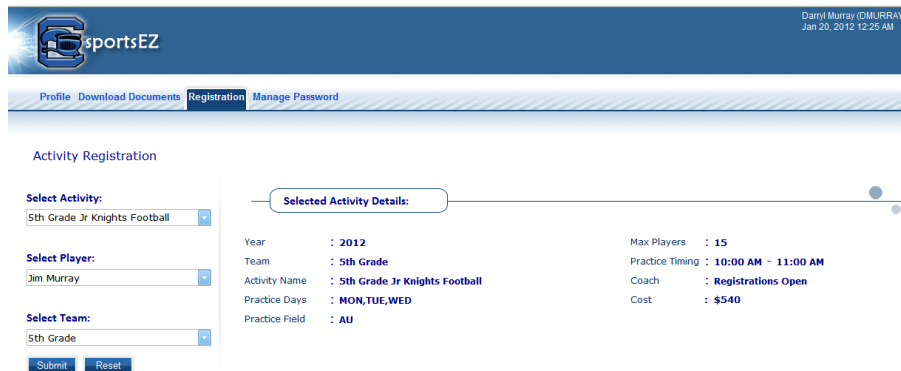 Darryl Murray (DMURRAY
Jan 20, 2012 12:25 AM
sportsEZ
Profile Download Documents Registration Manage Password
Activity Registration
Select Activity:
5th Grade Jr Knights Football
Select Player:
Jim Murray
Select Team:
5th Grade
Submit Reset
Selected Activity Details:
Year : 2012
Team : 5th Grade
Activity Name : 5th Grade Jr Knights Football
Practice Days : MON,TUE,WED
Practice Field : AU
Max Players : 15
Practice Timing : 10:00 AM - 11:00 AM
Coach : Registrations Open
Cost : $540